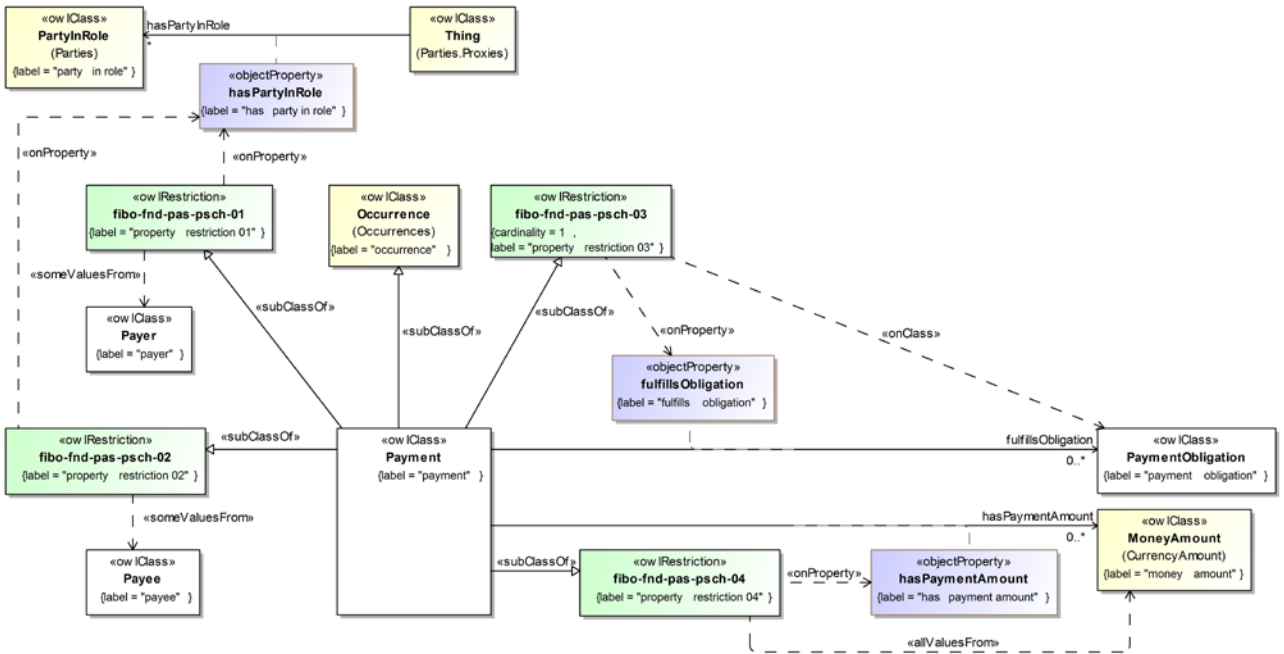 «owlClass»
PartyInRole
(Parties)
{label = "party in role" }
hasPartyInRole
*
«owlClass»
Thing
(Parties.Proxies)
«objectProperty»
hasPartyInRole
{label = "has party in role" }
«onProperty»
«onProperty»
«owlRestriction»
fibo-fnd-pas-psch-01
{label = "property restriction 01" }
«owlClass»
Occurrence
(Occurrences)
{label = "occurrence" }
«owlRestriction»
fibo-fnd-pas-psch-03
{cardinality = 1 ,
label = "property restriction 03" }
«someValuesFrom»
«subClassOf»
«subClassOf»
«subClassOf»
«onProperty»
«onClass»
«owlClass»
Payer
{label = "payer" }
«objectProperty»
fulfillsObligation
{label = "fulfills obligation" }
«owlRestriction»
fibo-fnd-pas-psch-02
{label = "property restriction 02" }
«subClassOf»
«owlClass»
Payment
{label = "payment" }
fulfillsObligation
0..*
«owlClass»
PaymentObligation
{label = "payment obligation" }
«someValuesFrom»
hasPaymentAmount
0..*
«owlClass»
MoneyAmount
(CurrencyAmount)
{label = "money amount" }
«owlClass»
Payee
{label = "payee" }
«subClassOf»
«owlRestriction»
fibo-fnd-pas-psch-04
{label = "property restriction 04" }
«onProperty»
«objectProperty»
hasPaymentAmount
{label = "has payment amount" }
«allValuesFrom»